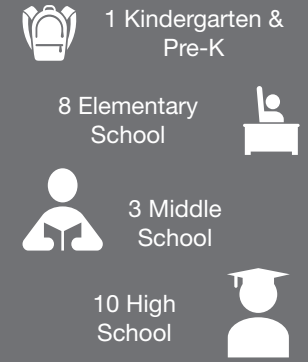 1 Kindergarten &
Pre-K
8 Elementary
School
3 Middle
School
10 High
School